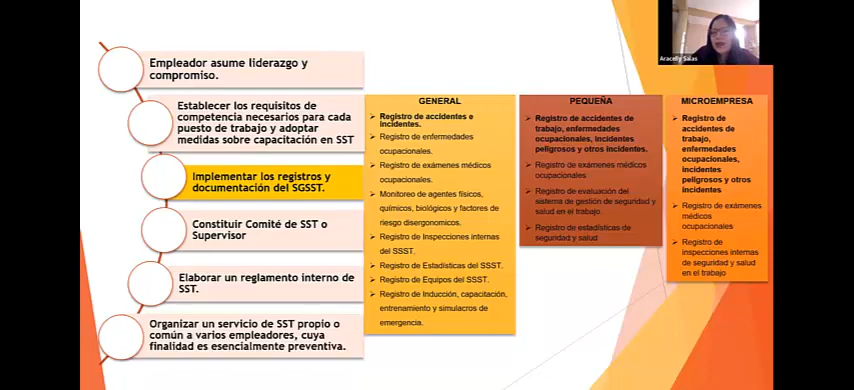 Aracelly Salas
Empleador asume liderazgo y
compromiso.
Establecer los requisitos de
competencia necesarios para cada
puesto de trabajo y adoptar
medidas sobre capacitación en SST
Implementar los registros y
documentación del SGSST.
Constituir Comité de SST o
Supervisor
Elaborar un reglamento interno de
SST.
Organizar un servicio de SST propio o
común a varios empleadores, cuya
finalidad es esencialmente preventiva.
GENERAL
➢ Registro de accidentes e
incidentes.
➢ Registro de enfermedades
ocupacionales.
➢ Registro de exámenes médicos
ocupacionales.
➢ Monitoreo de agentes físicos,
químicos, biológicos y factores de
riesgo disergonomicos.
➢ Registro de Inspecciones internas
del SSST.
➢ Registro de Estadísticas del SSST.
➢ Registro de Equipos del SSST.
➢ Registro de Inducción, capacitación,
entrenamiento y simulacros de
emergencia.
PEQUEÑA
➢ Registro de accidentes de
trabajo, enfermedades
ocupacionales, incidentes
peligrosos y otros incidentes.
➢ Registro de exámenes médicos
ocupacionales
➢ Registro de evaluación del
sistema de gestión de seguridad y
salud en el trabajo
➢ Registro de estadísticas de
seguridad y salud
MICROEMPRESA
➢ Registro de
accidentes de
trabajo,
enfermedades
ocupacionales,
incidentes
peligrosos y otros
incidentes
➢ Registro de exámenes
médicos
ocupacionales
➢ Registro de
inspecciones internas
de seguridad y salud
en el trabajo